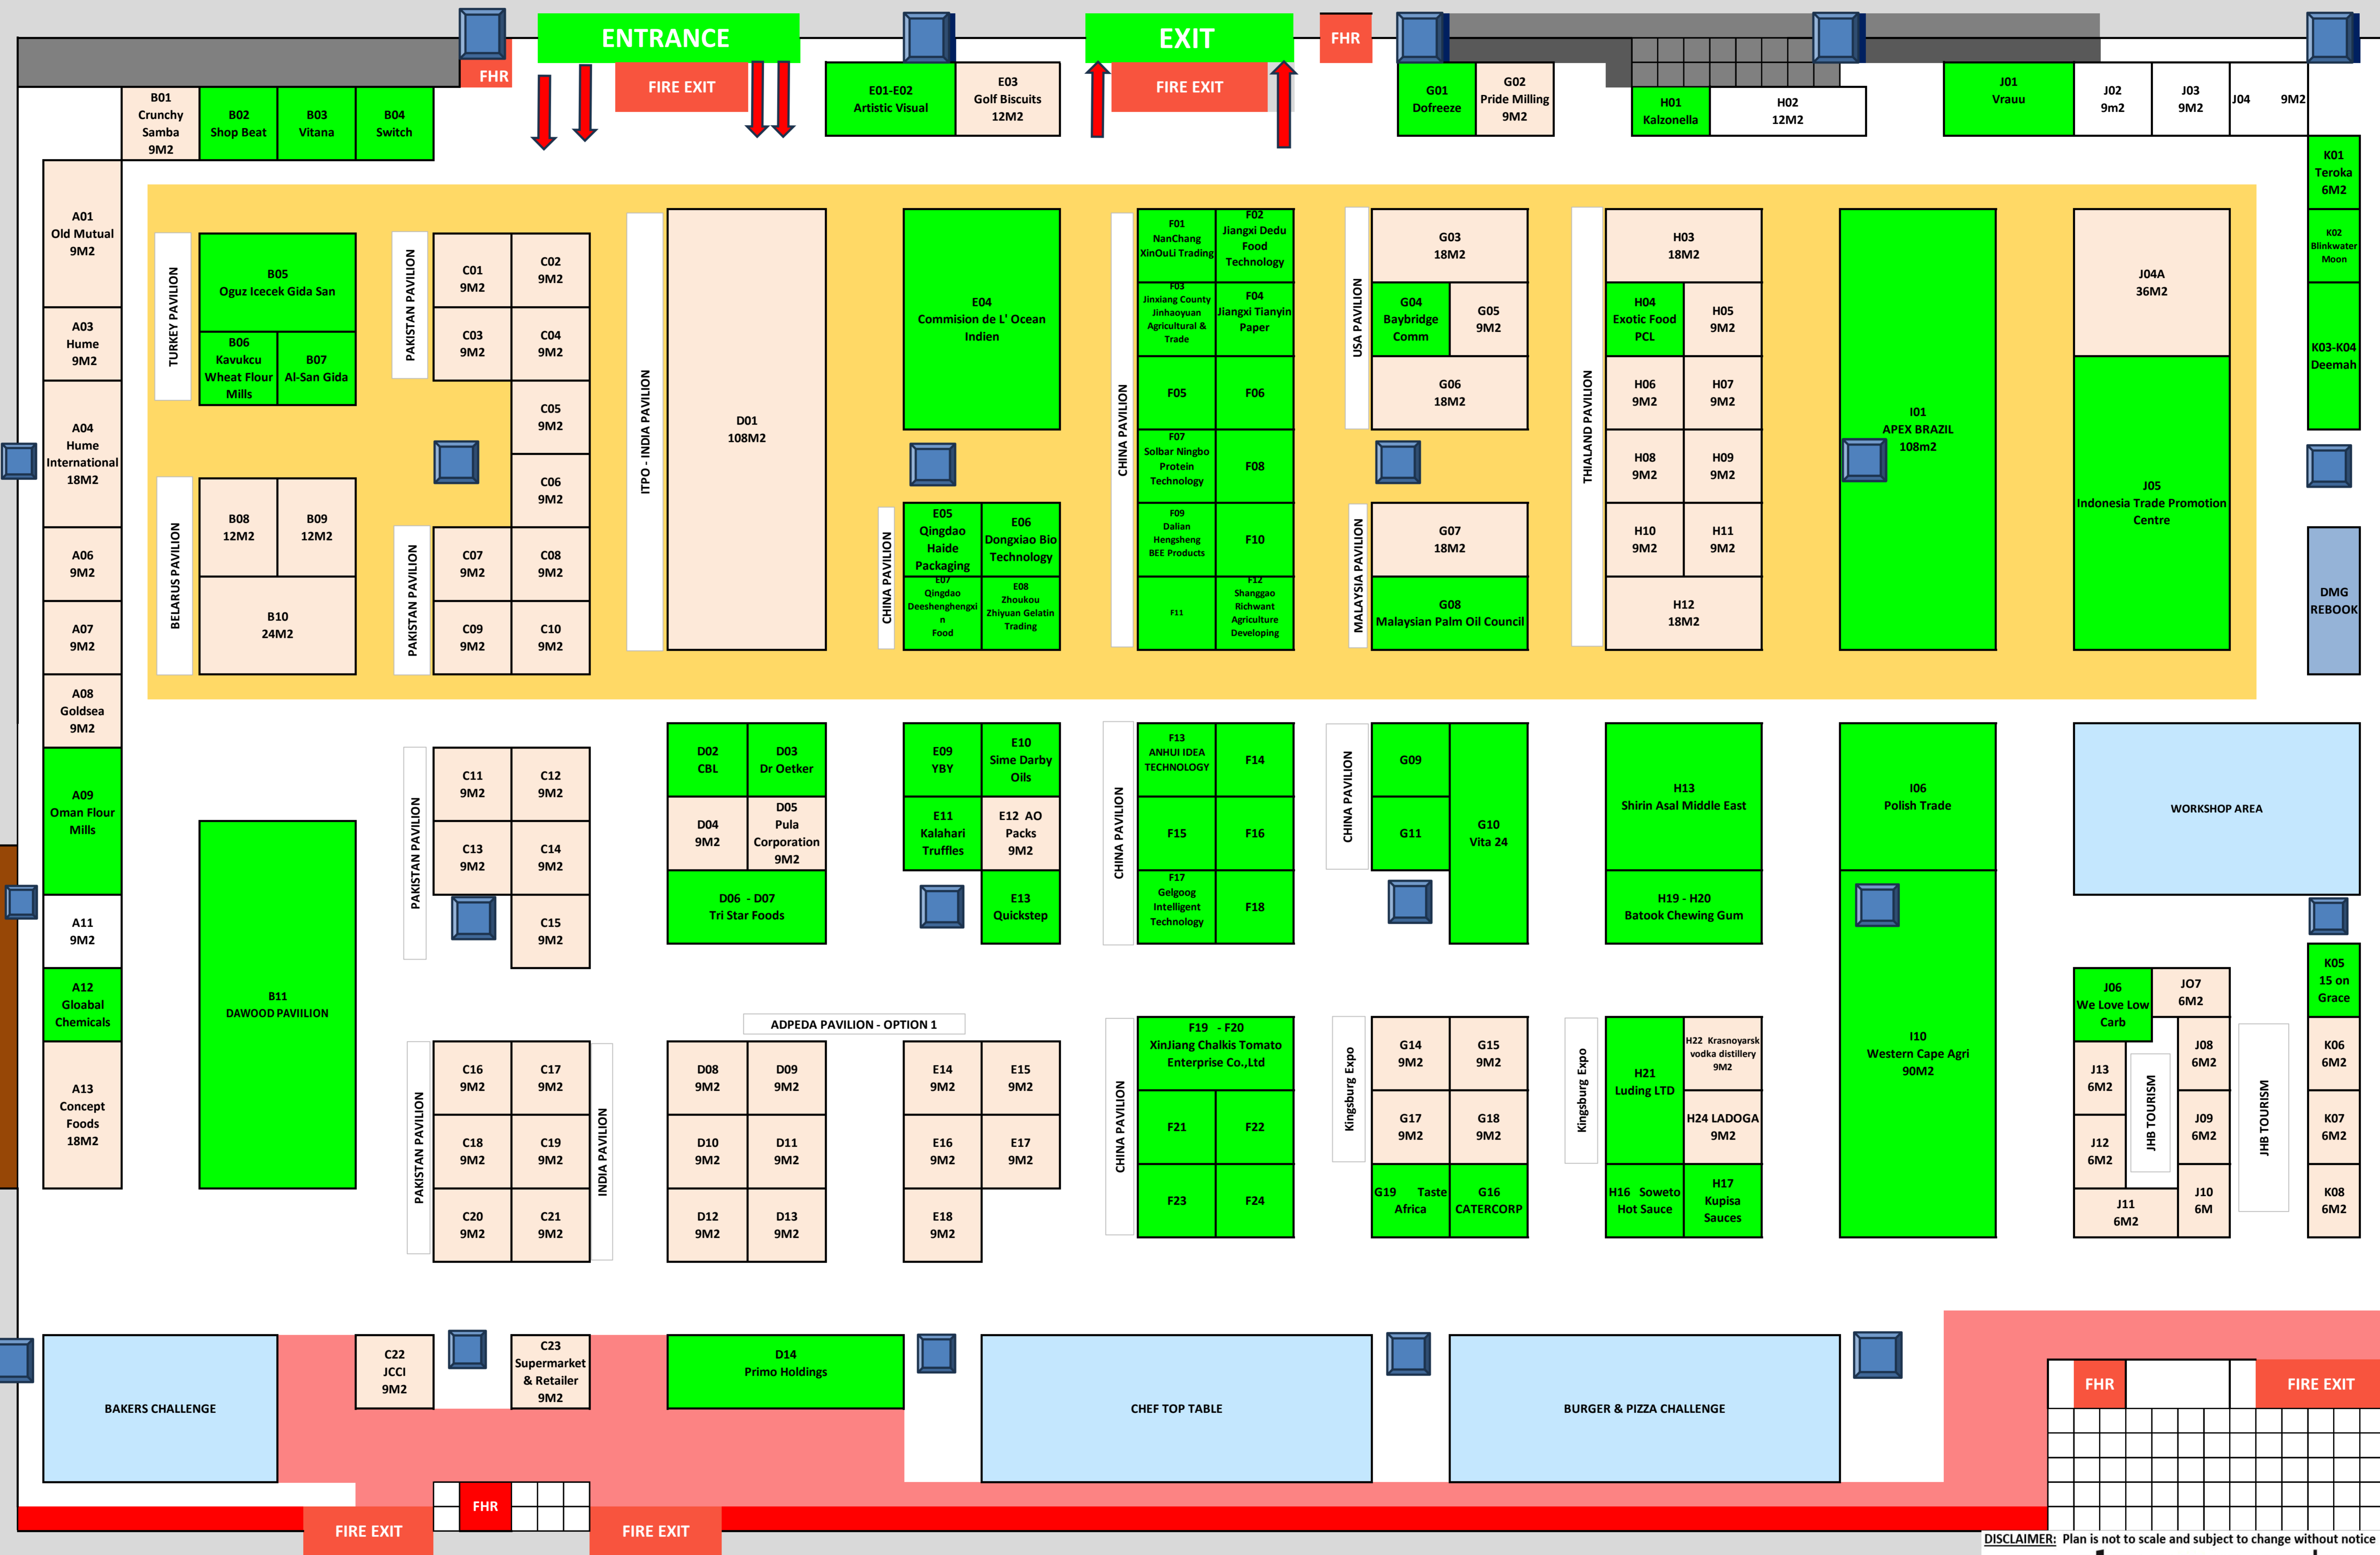 ENTRANCE
EXIT
FHR
FHR
FIRE EXIT
FIRE EXIT
E01-E02
Artistic Visual
E03
Golf Biscuits
12M2
G01
Dofreeze
G02
Pride Milling
9M2
H01
Kalzonella
H02
12M2
J01
Vrauu
J02
9m2
J03
9M2
J04 9M2
B01
Crunchy
Samba
9M2
B02
Shop Beat
B03
Vitana
B04
Switch
K01
Teroka
6M2
K02
Blinkwater
Moon
K03-K04
Deemah
DMG
REBOOK
A01
Old Mutual
9M2
A03
Hume
9M2
A04
Hume
International
18M2
A06
9M2
A07
9M2
A08
Goldsea
9M2
A09
Oman Flour
Mills
A11
9M2
A12
Gloabal
Chemicals
A13
Concept
Foods
18M2
TURKEY PAVILION
B05
Oguz Icecek Gida San
B06
Kavukcu
Wheat Flour
Mills
B07
Al-San Gida
BELARUS PAVILION
B08
12M2
B09
12M2
B10
24M2
PAKISTAN PAVILION
C01
9M2
C02
9M2
C03
9M2
C04
9M2
C05
9M2
C06
9M2
PAKISTAN PAVILION
C07
9M2
C08
9M2
C09
9M2
C10
9M2
ITPO - INDIA PAVILION
D01
108M2
E04
Commision de L' Ocean
Indien
CHINA PAVILION
E05
Qingdao
Haide
Packaging
E06
Dongxiao Bio
Technology
E07
Qingdao
Deeshenghengxi
n
Food
E08
Zhoukou
Zhiyuan Gelatin
Trading
CHINA PAVILION
F01
NanChang
XinOuLi Trading
F02
Jiangxi Dedu
Food
Technology
F03
Jinxiang County
Jinhaoyuan
Agricultural &
Trade
F04
Jiangxi Tianyin
Paper
F05
F06
F07
Solbar Ningbo
Protein
Technology
F08
F09
Dalian
Hengsheng
BEE Products
F10
F11
F12
Shanggao
Richwant
Agriculture
Developing
USA PAVILION
G03
18M2
G04
Baybridge
Comm
G05
9M2
G06
18M2
MALAYSIA PAVILION
G07
18M2
G08
Malaysian Palm Oil Council
THIALAND PAVILION
H03
18M2
H04
Exotic Food
PCL
H05
9M2
H06
9M2
H07
9M2
H08
9M2
H09
9M2
H10
9M2
H11
9M2
H12
18M2
I01
APEX BRAZIL
108m2
J04A
36M2
J05
Indonesia Trade Promotion
Centre
B11
DAWOOD PAVIILION
PAKISTAN PAVILION
C11
9M2
C12
9M2
C13
9M2
C14
9M2
C15
9M2
D02
CBL
D03
Dr Oetker
D04
9M2
D05
Pula
Corporation
9M2
D06 - D07
Tri Star Foods
E09
YBY
E10
Sime Darby
Oils
E11
Kalahari
Truffles
E12 AO
Packs
9M2
E13
Quickstep
CHINA PAVILION
F13
ANHUI IDEA
TECHNOLOGY
F14
F15
F16
F17
Gelgoog
Intelligent
Technology
F18
CHINA PAVILION
G09
G11
G10
Vita 24
H13
Shirin Asal Middle East
H19 - H20
Batook Chewing Gum
I06
Polish Trade
WORKSHOP AREA
I10
Western Cape Agri
90M2
PAKISTAN PAVILION
C16
9M2
C17
9M2
C18
9M2
C19
9M2
C20
9M2
C21
9M2
INDIA PAVILION
ADPEDA PAVILION - OPTION 1
D08
9M2
D09
9M2
D10
9M2
D11
9M2
D12
9M2
D13
9M2
E14
9M2
E15
9M2
E16
9M2
E17
9M2
E18
9M2
CHINA PAVILION
F19 - F20
XinJiang Chalkis Tomato
Enterprise Co.,Ltd
F21
F22
F23
F24
Kingsburg Expo
G14
9M2
G15
9M2
G17
9M2
G18
9M2
G19 Taste
Africa
G16
CATERCORP
Kingsburg Expo
H21
Luding LTD
H22 Krasnoyarsk
vodka distillery
9M2
H24 LADOGA
9M2
H16 Soweto
Hot Sauce
H17
Kupisa
Sauces
J06
We Love Low
Carb
JO7
6M2
J08
6M2
J13
6M2
JHB TOURISM
J09
6M2
J12
6M2
J10
6M
J11
6M2
JHB TOURISM
K05
15 on
Grace
K06
6M2
K07
6M2
K08
6M2
BAKERS CHALLENGE
C22
JCCI
9M2
C23
Supermarket
& Retailer
9M2
D14
Primo Holdings
CHEF TOP TABLE
BURGER & PIZZA CHALLENGE
FHR
FIRE EXIT
FHR
FIRE EXIT
FIRE EXIT
DISCLAIMER: Plan is not to scale and subject to change without notice